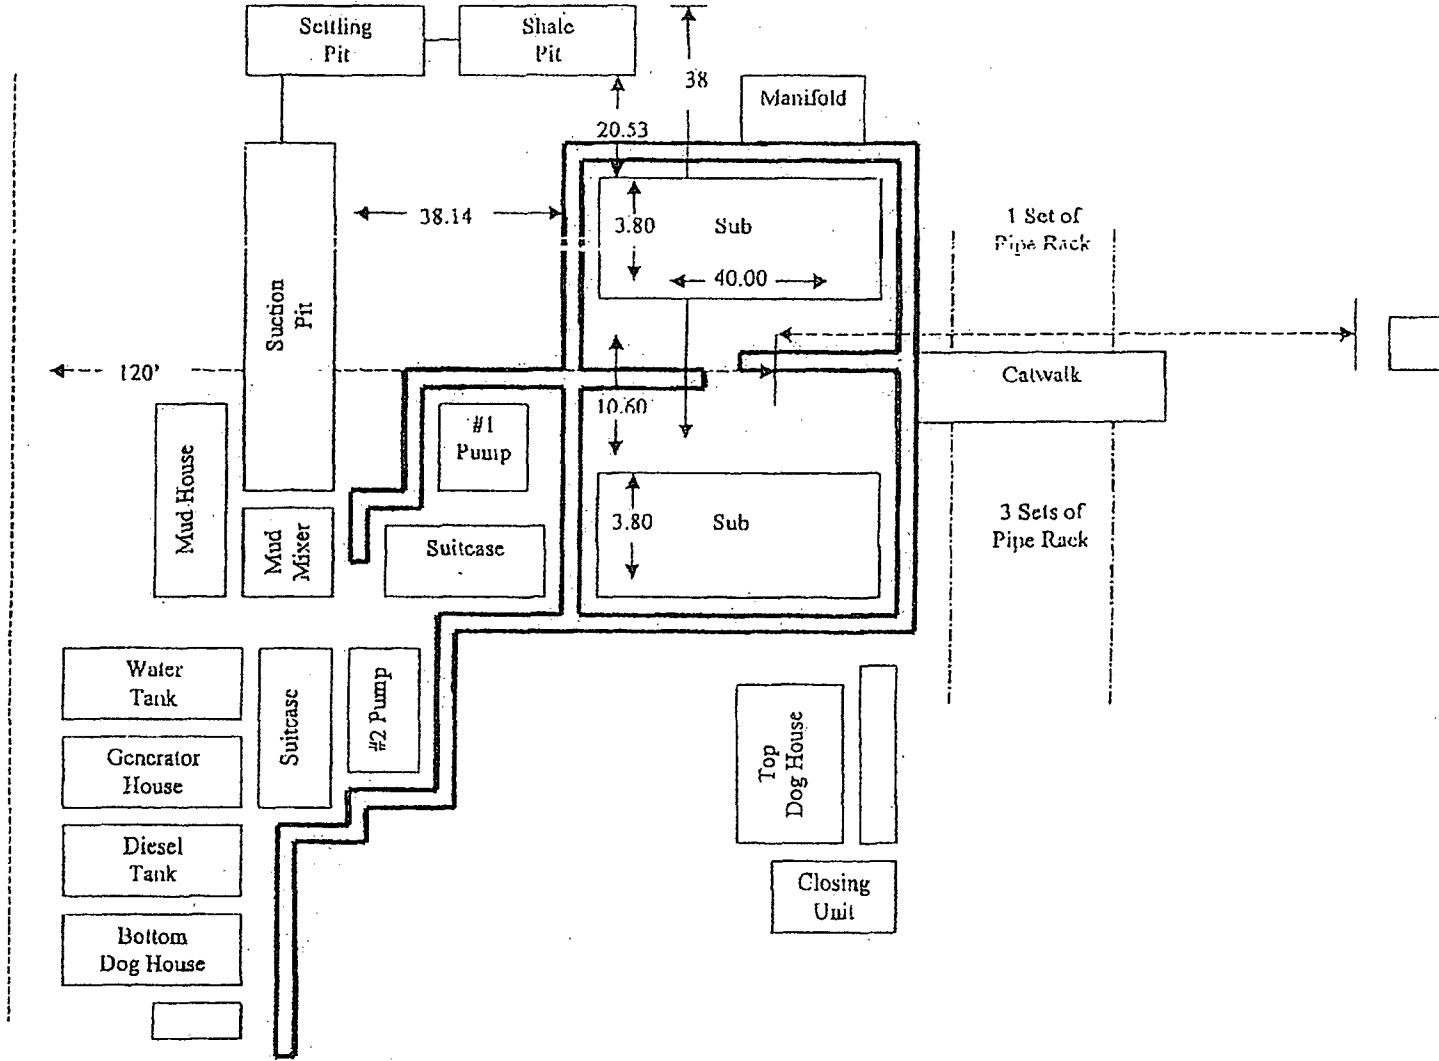 Settling
Pit
Shale
Pit
38
Manifold
20.53
38.14
3.80
Sub
40.00
1 Set of
Pipe Rack
Suction
Pit
120'
10.60
Catwalk
#1
Pump
Mud House
Mud
Mixer
Suitcase
3.80
Sub
3 Sets of
Pipe Rack
Water
Tank
Suitcase
#2 Pump
Generator
House
Top
Dog House
Diesel
Tank
Closing
Unit
Bottom
Dog House